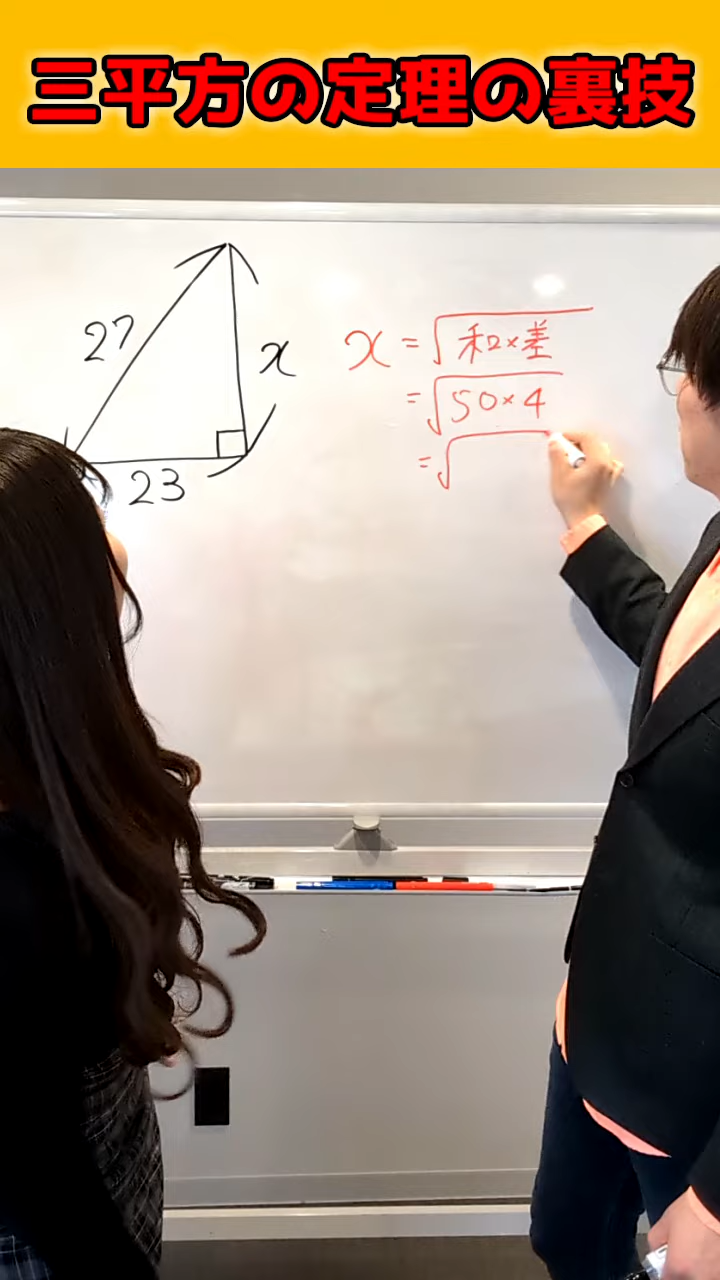 三平方の定理の裏技
27
x
23
x = √和×差
= √50×4
= √